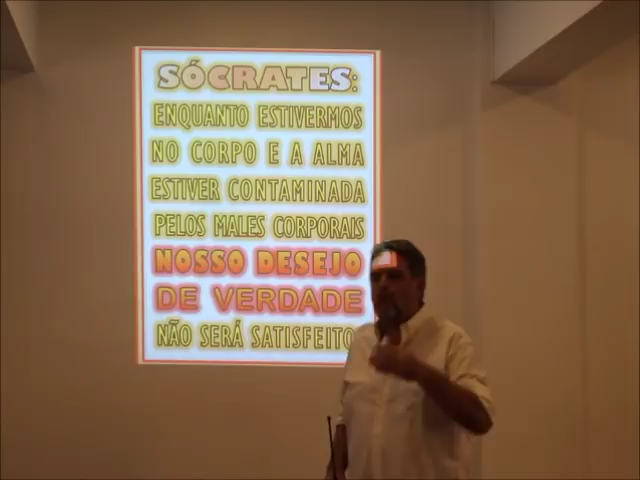 SÓCRATES:
ENQUANTO ESTIVERMOS
NO CORPO E A ALMA
ESTIVER CONTAMINADA
PELOS MALES CORPORAIS
NOSSO DESEJO
DE VERDADE
NÃO SERÁ SATISFEITO